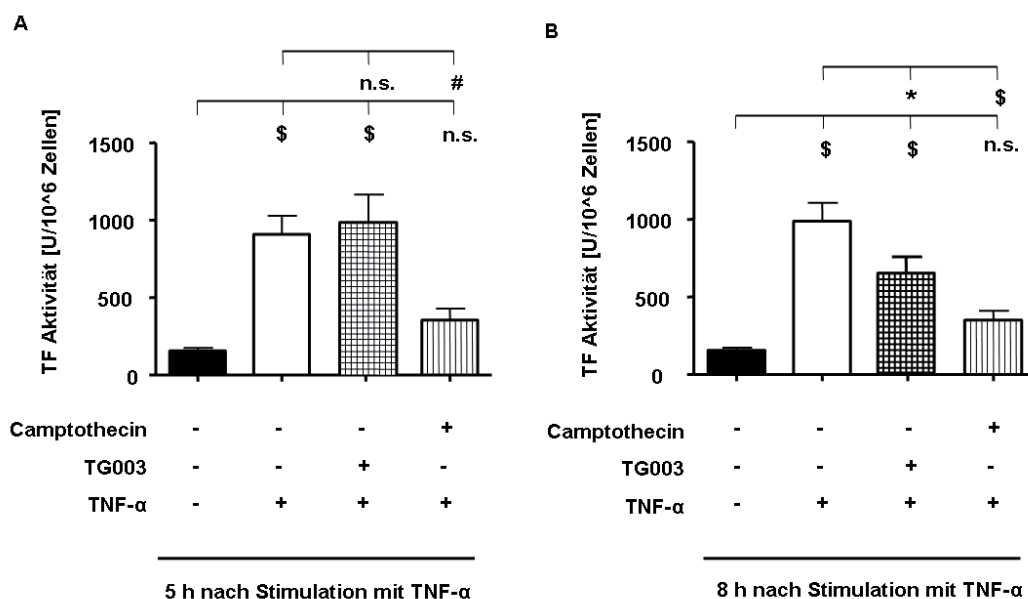 A
n.s. #
$ $ n.s.
TF Aktivität [U/10^6 Zellen]
1500
1000
500
0
Camptothecin - - - +
TG003 - - + -
TNF-α - + + +
5 h nach Stimulation mit TNF-α
B
* $
$ $ n.s.
TF Aktivität [U/10^6 Zellen]
1500
1000
500
0
Camptothecin - - - +
TG003 - - + -
TNF-α - + + +
8 h nach Stimulation mit TNF-α